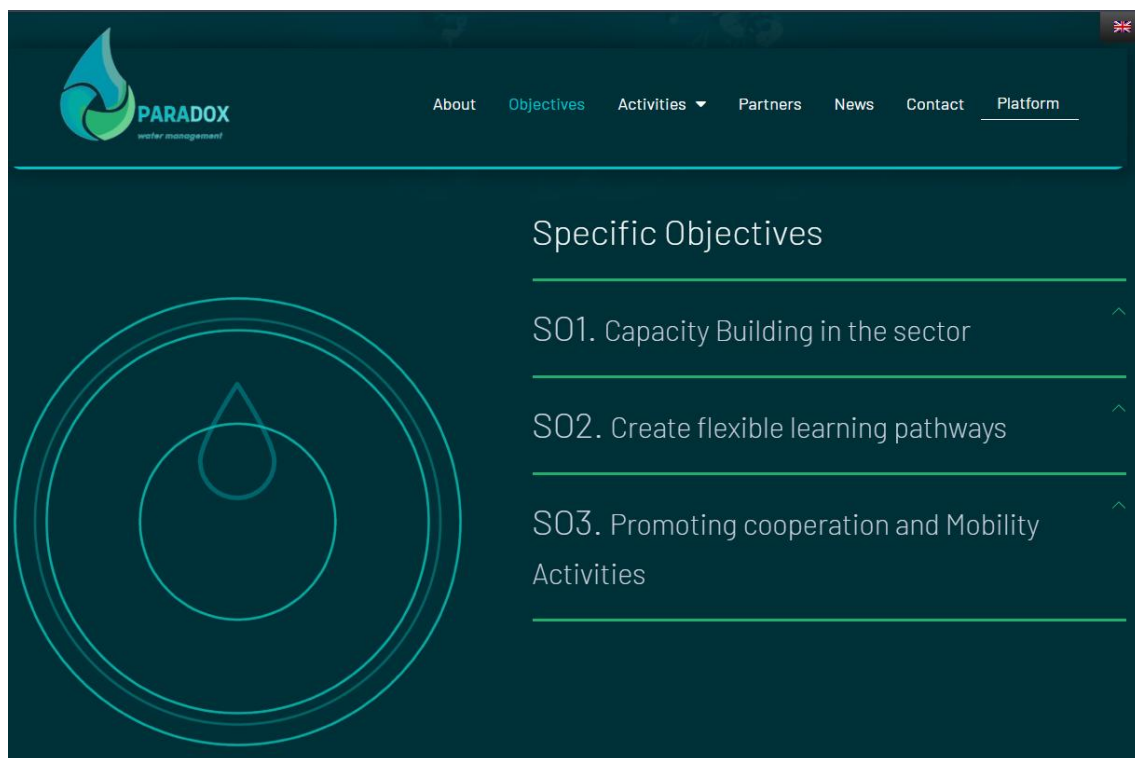 PARADOX
water management
About Objectives Activities Partners News Contact Platform
Specific Objectives
SO1. Capacity Building in the sector
SO2. Create flexible learning pathways
SO3. Promoting cooperation and Mobility
Activities